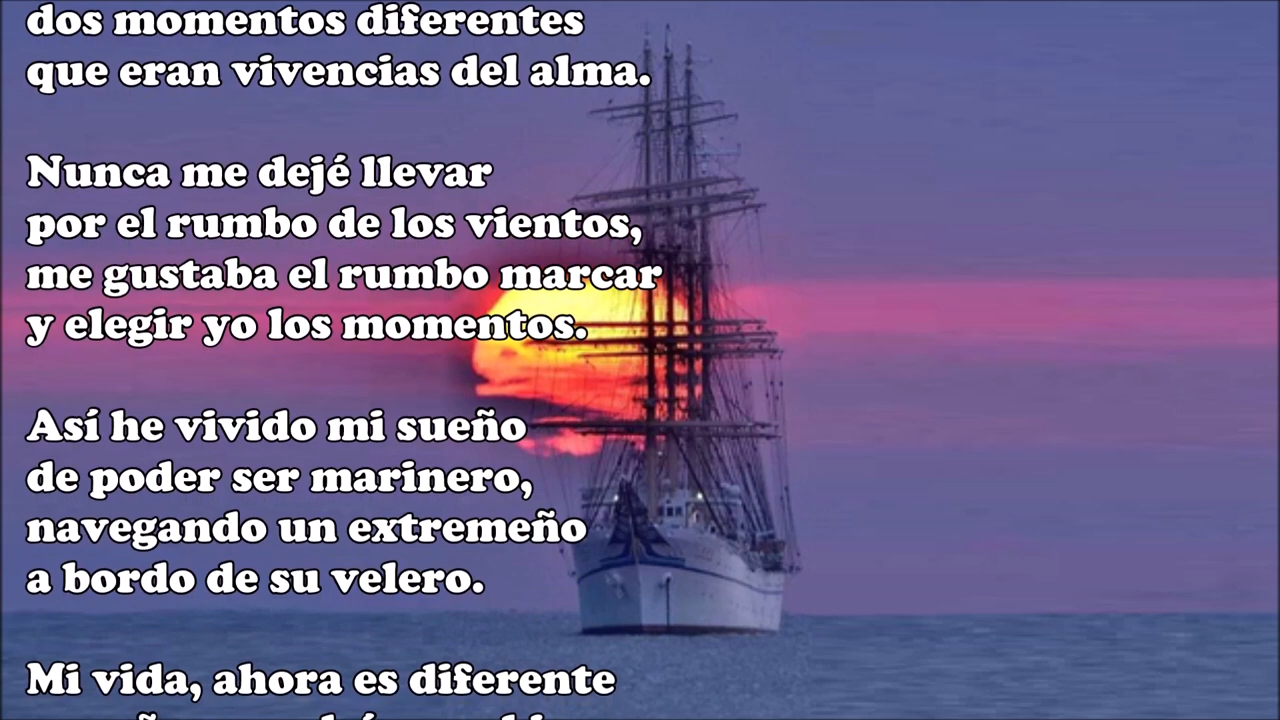 dos momentos diferentes
que eran vivencias del alma.
Nunca me dejé llevar
por el rumbo de los vientos,
me gustaba el rumbo marcar
y elegir yo los momentos.
Así he vivido mi sueño
de poder ser marinero,
navegando un extremeño
a bordo de su velero.
Mi vida, ahora es diferente